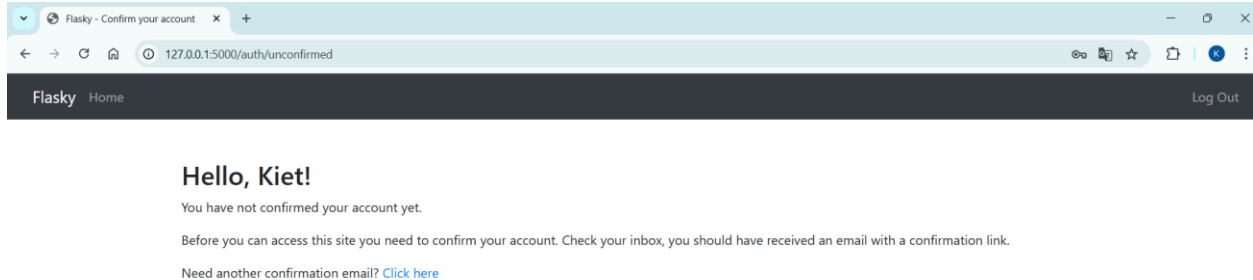 Flasky - Confirm your account
127.0.0.1:5000/auth/unconfirmed
K
Flasky Home Log Out
Hello, Kiet!
You have not confirmed your account yet.
Before you can access this site you need to confirm your account. Check your inbox, you should have received an email with a confirmation link.
Need another confirmation email? Click here